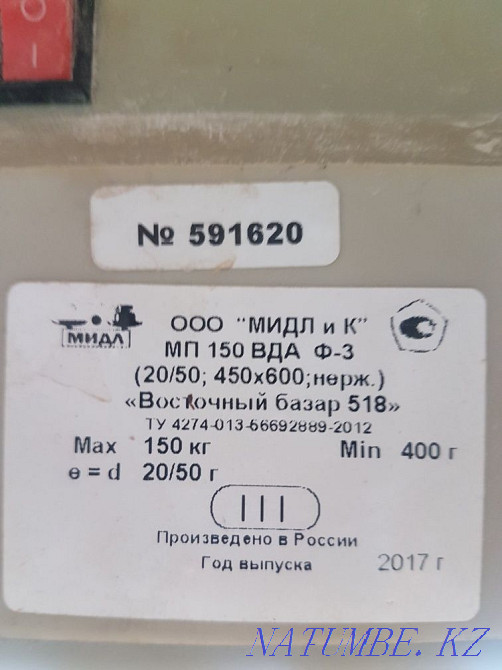 № 591620
МИДЛ
ООО "МИДЛ и К"
МП 150 ВДА Ф-3
(20/50; 450х600;нерж.)
«Восточный базар 518»
ТУ 4274-013-56692889-2012
Max 150 кг Min 400 г
e = d 20/50 г
III
Произведено в России
Год выпуска 2017 г
NATUMBE. KZ